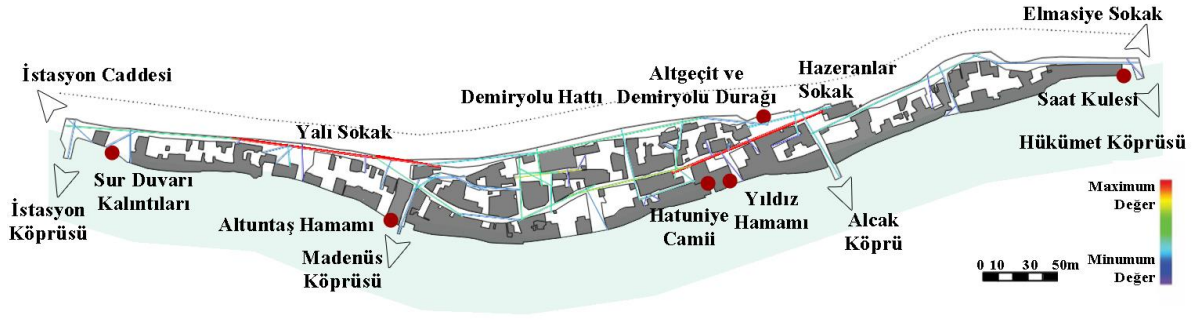 Elmasiye Sokak
İstasyon Caddesi
Altgeçit ve
Demiryolu Durağı
Hazeranlar
Sokak
Demiryolu Hattı
Yalı Sokak
Saat Kulesi
Hükümet Köprüsü
Sur Duvarı
Kalıntıları
İstasyon
Köprüsü
Altuntaş Hamamı
Madenüs
Köprüsü
Hatuniye
Camii
Yıldız
Hamamı
Alcak
Köprü
Maximum
Değer
Minumum
Değer
0 10 30 50m